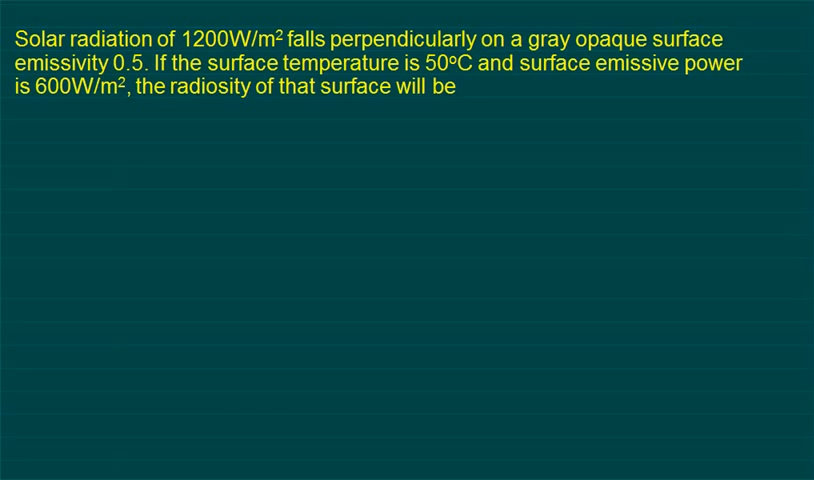 Solar radiation of 1200W/m² falls perpendicularly on a gray opaque surface
emissivity 0.5. If the surface temperature is 50ºC and surface emissive power
is 600W/m², the radiosity of that surface will be